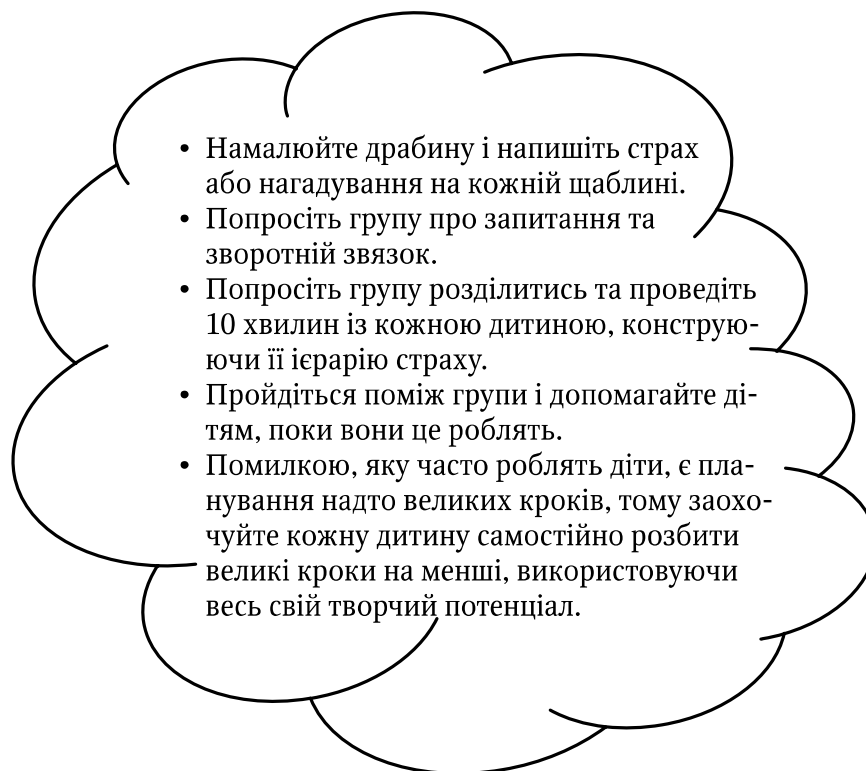 • Намалюйте драбину і напишіть страх
або нагадування на кожній щаблині.
• Попросіть групу про запитання та
зворотній звязок.
• Попросіть групу розділитись та проведіть
10 хвилин із кожною дитиною, конструю-
ючи її ієрарію страху.
• Пройдіться поміж групи і допомагайте ді-
тям, поки вони це роблять.
• Помилкою, яку часто роблять діти, є пла-
нування надто великих кроків, тому заохо-
чуйте кожну дитину самостійно розбити
великі кроки на менші, використовуючи
весь свій творчий потенціал.